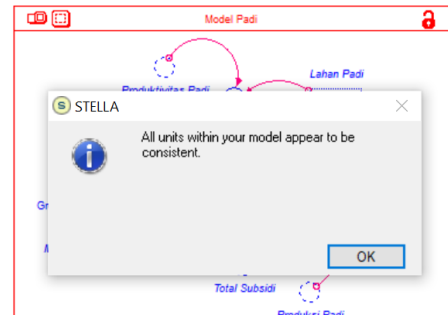 Model Padi
Lahan Padi
Produktivitas Padi
STELLA
All units within your model appear to be
consistent.
Gr
OK
Total Subsidi
Produksi Padi